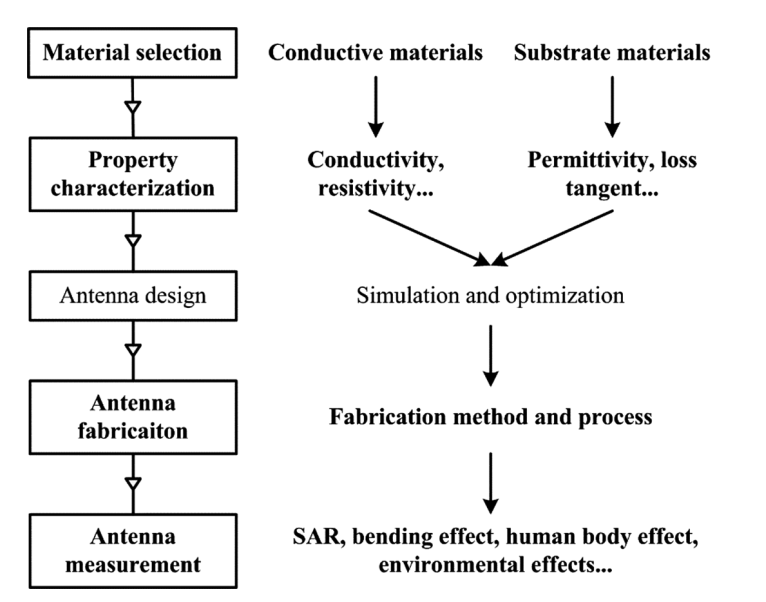 Material selection
Conductive materials
Substrate materials
Property
characterization
Conductivity,
resistivity...
Permittivity, loss
tangent...
Antenna design
Simulation and optimization
Antenna
fabricaiton
Fabrication method and process
Antenna
measurement
SAR, bending effect, human body effect,
environmental effects...